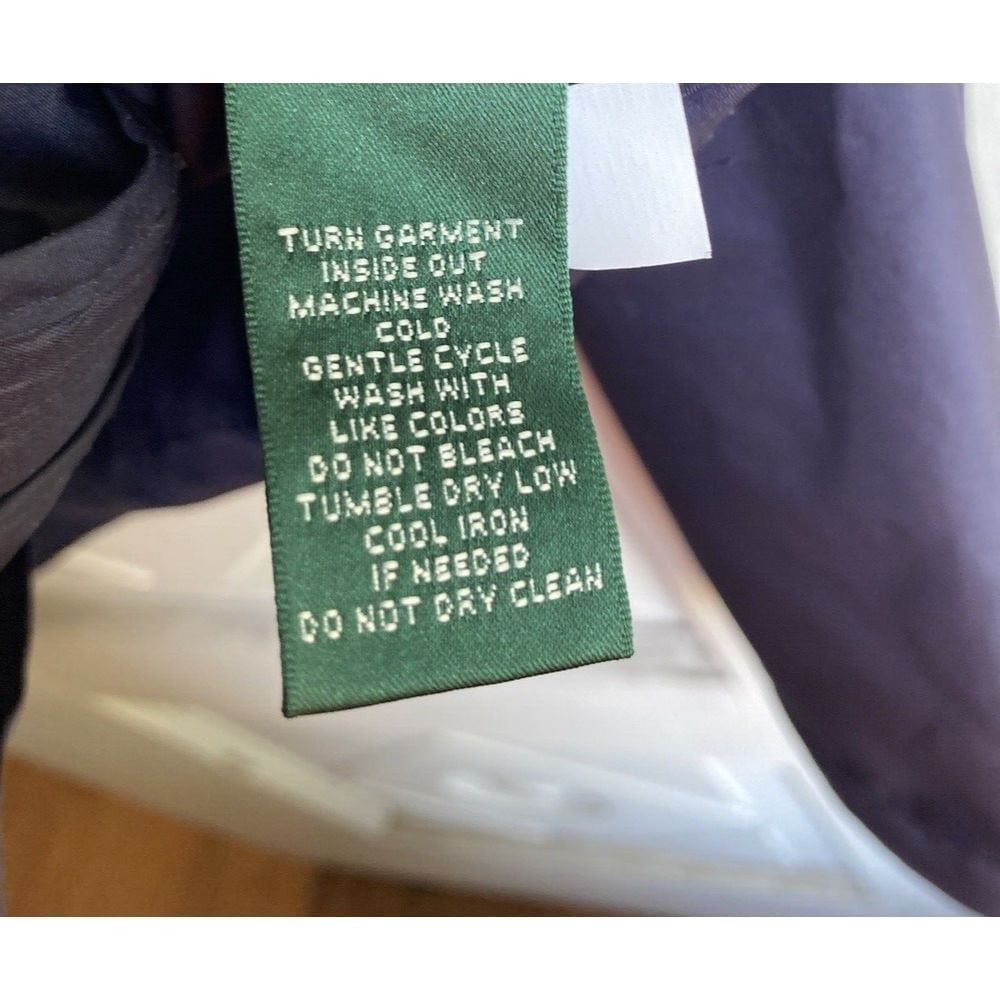 TURN GARMENT
INSIDE OUT
MACHINE WASH
COLD
GENTLE CYCLE
WASH WITH
LIKE COLORS
DO NOT BLEACH
TUMBLE DRY LOW
COOL IRON
IF NEEDED
DO NOT DRY CLEAN